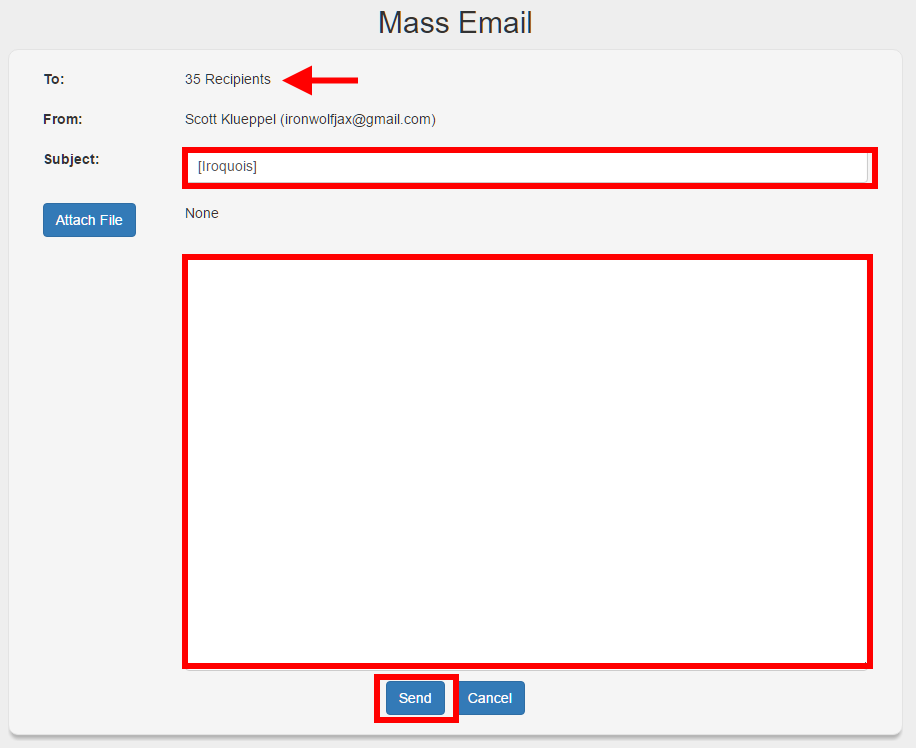 Mass Email
To: 35 Recipients
From: Scott Klueppel (ironwolfjax@gmail.com)
Subject: [Iroquois]
Attach File None
Send Cancel